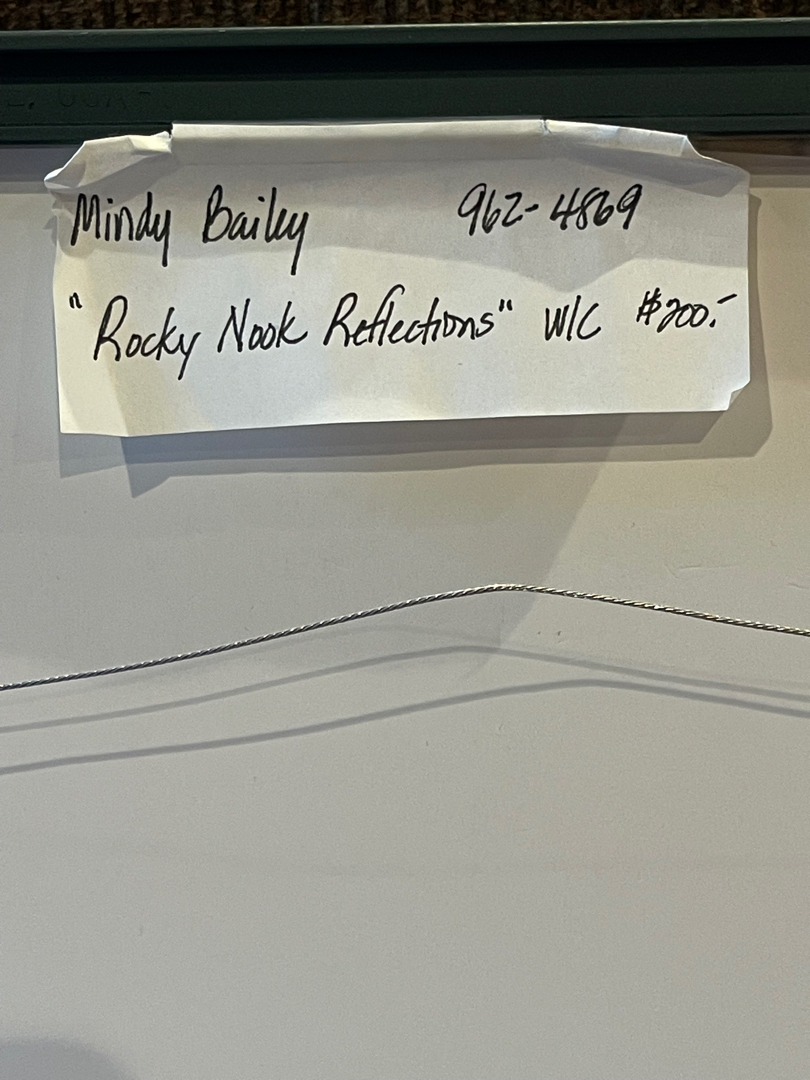 Mindy Bailey 962-4869
"Rocky Nook Reflections" W/C $200.-